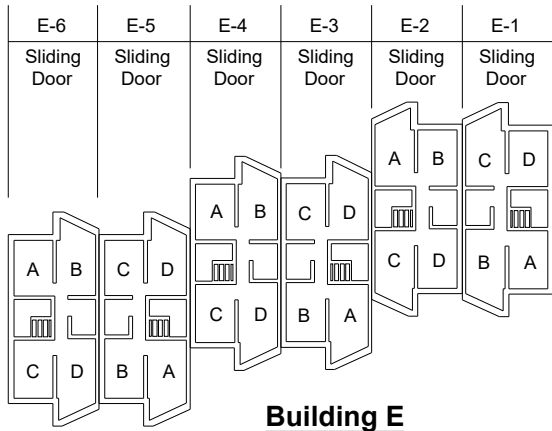 E-6 E-5 E-4 E-3 E-2 E-1
Sliding Sliding Sliding Sliding Sliding Sliding
Door Door Door Door Door Door
A B C D
A B C D
C D B A
A B C D
C D B A
C D B A
Building E